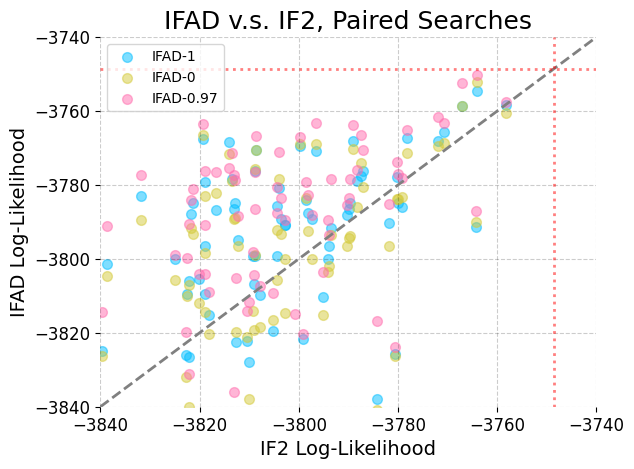 IFAD v.s. IF2, Paired Searches
−3740
IFAD-1
IFAD-0
IFAD-0.97
−3760
−3780
−3800
−3820
−3840
IFAD Log-Likelihood
−3840 −3820 −3800 −3780 −3760 −3740
IF2 Log-Likelihood